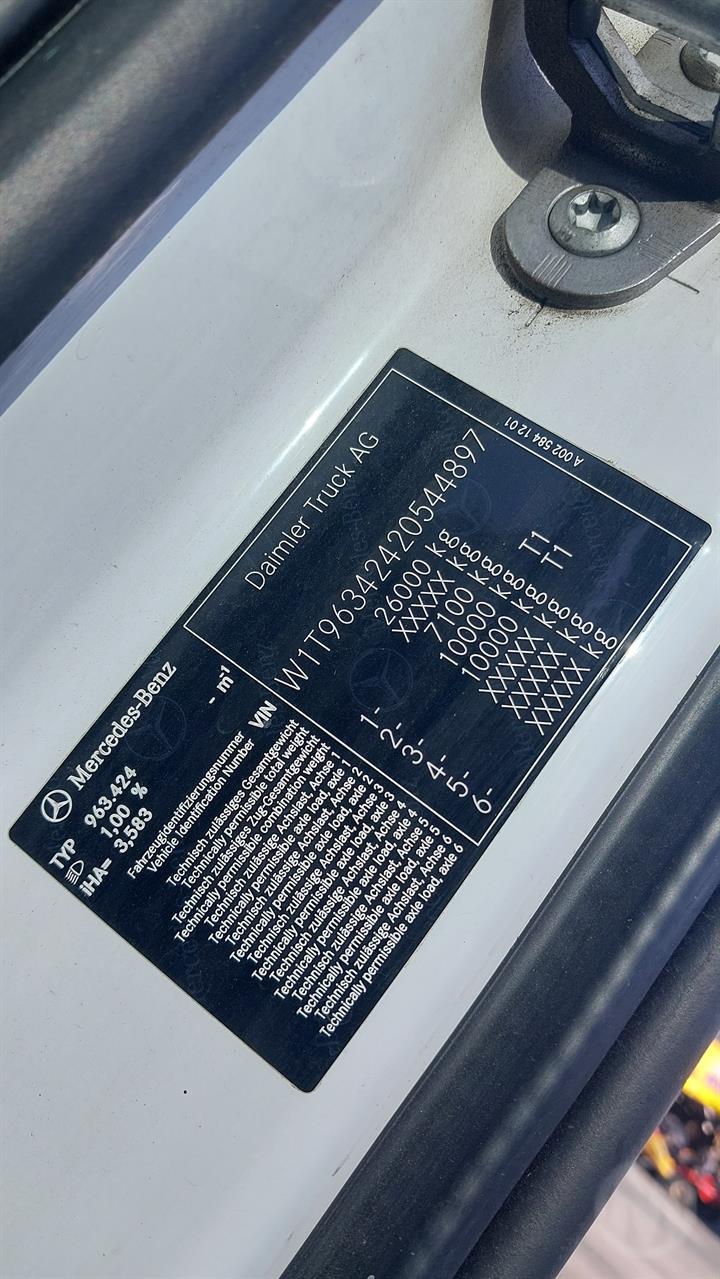 Mercedes-Benz
TYP 963.424
1,00 %
iHA= 3,583
- m⁻¹
Daimler Truck AG
Fahrzeugidentifizierungsnummer
Vehicle Identification Number
VIN W1T96342420544897
Technisch zulässiges Gesamtgewicht
Technically permissible total weight
26000 kg
Technisch zulässiges Zug-Gesamtgewicht
Technically permissible combination weight
XXXXX kg
Technisch zulässige Achslast, Achse 1
Technically permissible axle load, axle 1
1- 7100 kg
Technisch zulässige Achslast, Achse 2
Technically permissible axle load, axle 2
2- 10000 kg
Technisch zulässige Achslast, Achse 3
Technically permissible axle load, axle 3
3- 10000 kg
Technisch zulässige Achslast, Achse 4
Technically permissible axle load, axle 4
4- XXXXX kg
Technisch zulässige Achslast, Achse 5
Technically permissible axle load, axle 5
5- XXXXX kg
Technisch zulässige Achslast, Achse 6
Technically permissible axle load, axle 6
6- XXXXX kg
T1
T1
A 002 584 12 01